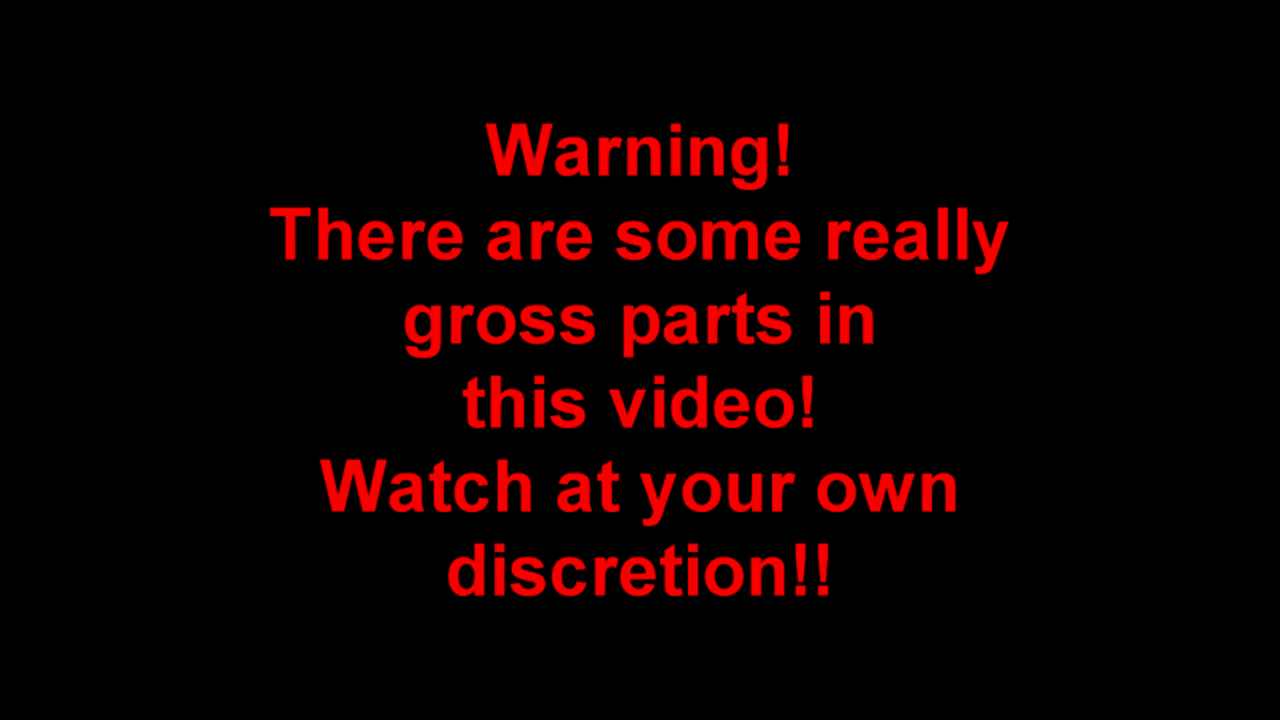 Warning!
There are some really
gross parts in
this video!
Watch at your own
discretion!!